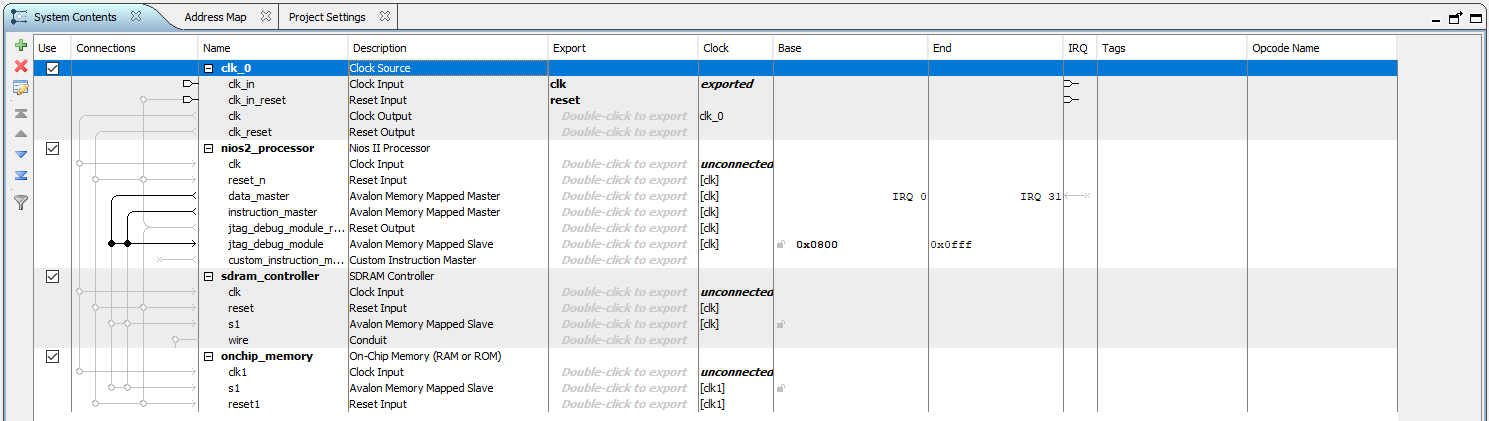 System Contents Address Map Project Settings
Use Connections Name Description Export Clock Base End IRQ Tags Opcode Name
clk_0 Clock Source
clk_in Clock Input clk exported
clk_in_reset Reset Input reset
clk Clock Output Double-click to export clk_0
clk_reset Reset Output Double-click to export
nios2_processor Nios II Processor
clk Clock Input Double-click to export unconnected
reset_n Reset Input Double-click to export [clk]
data_master Avalon Memory Mapped Master Double-click to export [clk] IRQ 0 IRQ 31
instruction_master Avalon Memory Mapped Master Double-click to export [clk]
jtag_debug_module_r... Reset Output Double-click to export [clk]
jtag_debug_module Avalon Memory Mapped Slave Double-click to export [clk] 0x0800 0x0fff
custom_instruction_m... Custom Instruction Master Double-click to export
sdram_controller SDRAM Controller
clk Clock Input Double-click to export unconnected
reset Reset Input Double-click to export [clk]
s1 Avalon Memory Mapped Slave Double-click to export [clk]
wire Conduit Double-click to export
onchip_memory On-Chip Memory (RAM or ROM)
clk1 Clock Input Double-click to export unconnected
s1 Avalon Memory Mapped Slave Double-click to export [clk1]
reset1 Reset Input Double-click to export [clk1]